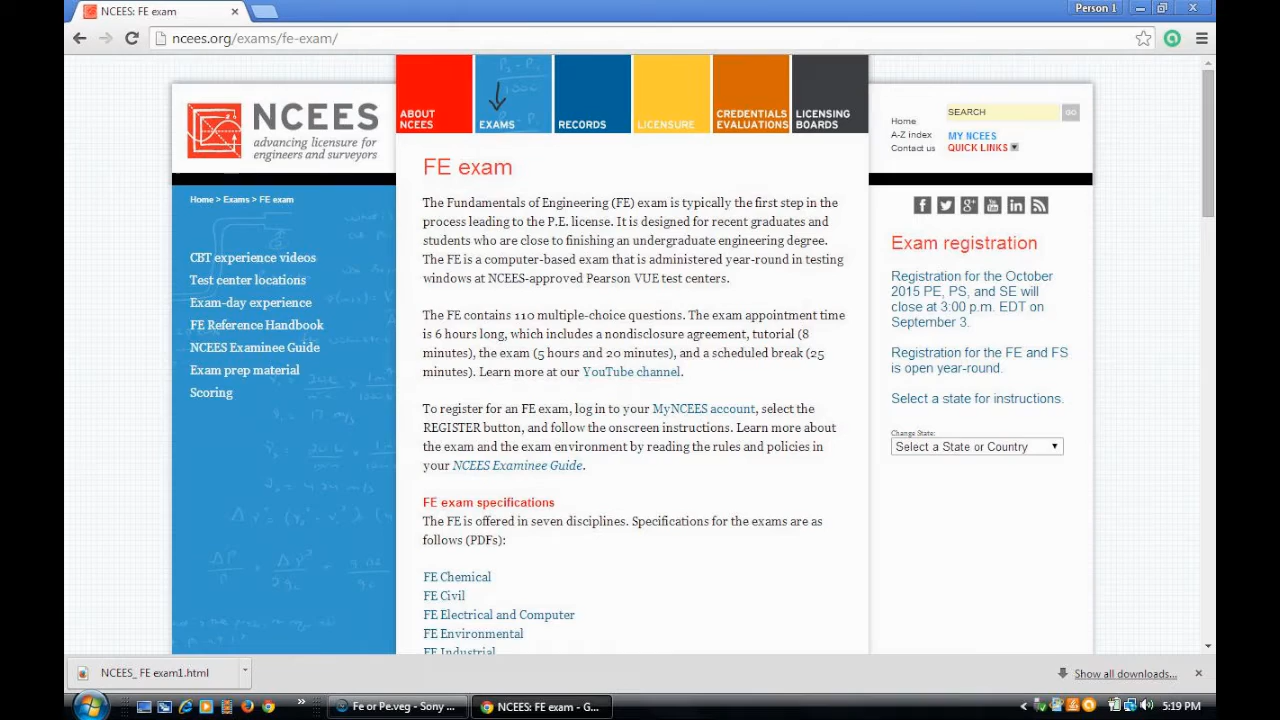 NCEES: FE exam
Person 1
ncees.org/exams/fe-exam/
ABOUT NCEES
EXAMS
RECORDS
LICENSURE
CREDENTIALS EVALUATIONS
LICENSING BOARDS
NCEES
advancing licensure for
engineers and surveyors
Home
A-Z index
Contact us
SEARCH
GO
MY NCEES
QUICK LINKS
Home > Exams > FE exam
CBT experience videos
Test center locations
Exam-day experience
FE Reference Handbook
NCEES Examinee Guide
Exam prep material
Scoring
FE exam
The Fundamentals of Engineering (FE) exam is typically the first step in the
process leading to the P.E. license. It is designed for recent graduates and
students who are close to finishing an undergraduate engineering degree.
The FE is a computer-based exam that is administered year-round in testing
windows at NCEES-approved Pearson VUE test centers.
The FE contains 110 multiple-choice questions. The exam appointment time
is 6 hours long, which includes a nondisclosure agreement, tutorial (8
minutes), the exam (5 hours and 20 minutes), and a scheduled break (25
minutes). Learn more at our YouTube channel.
To register for an FE exam, log in to your MyNCEES account, select the
REGISTER button, and follow the onscreen instructions. Learn more about
the exam and the exam environment by reading the rules and policies in
your NCEES Examinee Guide.
FE exam specifications
The FE is offered in seven disciplines. Specifications for the exams are as
follows (PDFs):
FE Chemical
FE Civil
FE Electrical and Computer
FE Environmental
FE Industrial
Exam registration
Registration for the October
2015 PE, PS, and SE will
close at 3:00 p.m. EDT on
September 3.
Registration for the FE and FS
is open year-round.
Select a state for instructions.
Change State:
Select a State or Country
NCEES_ FE exam1.html
Show all downloads...
Fe or Pe.veg - Sony ...
NCEES: FE exam - G...
5:19 PM